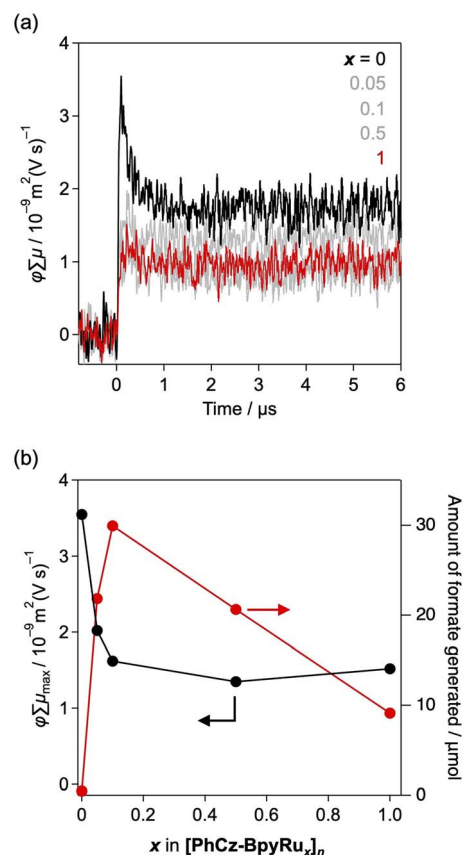 (a)
4
3
2
1
0
φ∑μ / 10⁻⁹ m² (V s)⁻¹
x = 0
0.05
0.1
0.5
1
0 1 2 3 4 5 6
Time / μs
(b)
4
3
2
1
0
φ∑μmax / 10⁻⁹ m² (V s)⁻¹
30
20
10
0
Amount of formate
generated / μmol
0 0.2 0.4 0.6 0.8 1.0
x in [PhCz-BpyRuₓ]ₙ